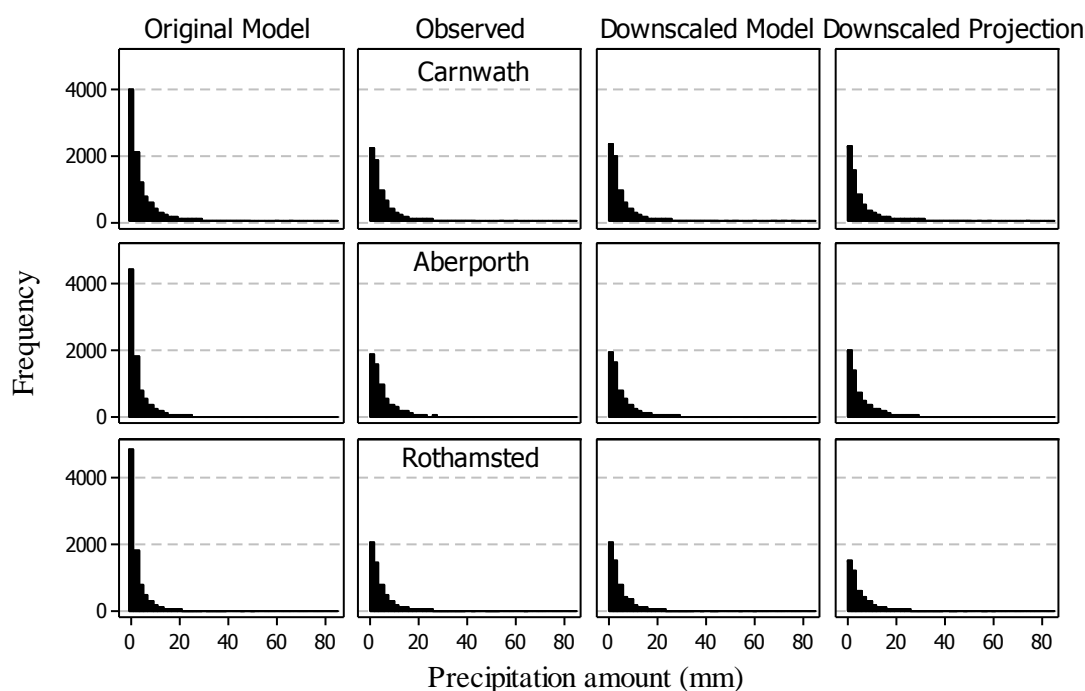 Original Model Observed Downscaled Model Downscaled Projection
Carnwath
4000
2000
0
Aberporth
4000
2000
0
Rothamsted
4000
2000
0
Frequency
0 20 40 60 80 0 20 40 60 80 0 20 40 60 80 0 20 40 60 80
Precipitation amount (mm)